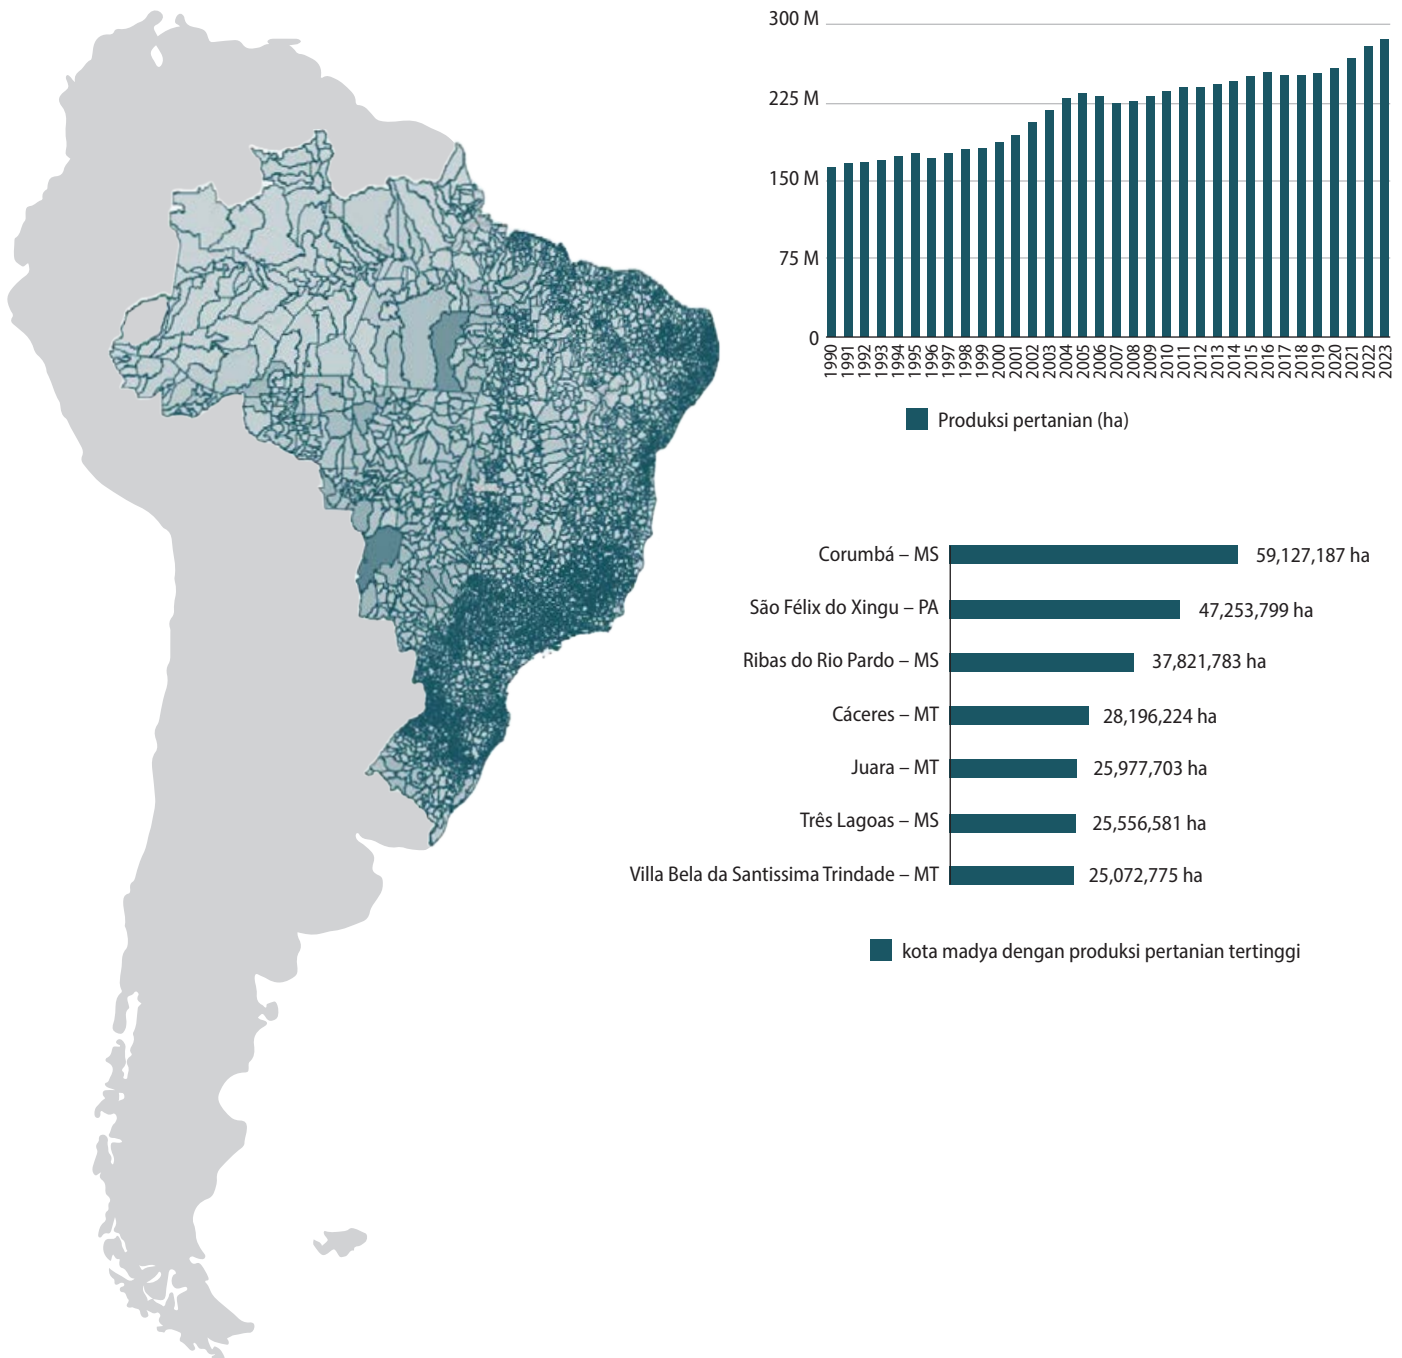 300 M
225 M
150 M
75 M
0
1990
1991
1992
1993
1994
1995
1996
1997
1998
1999
2000
2001
2002
2003
2004
2005
2006
2007
2008
2009
2010
2011
2012
2013
2014
2015
2016
2017
2018
2019
2020
2021
2022
2023
Produksi pertanian (ha)
Corumbá – MS 59,127,187 ha
São Félix do Xingu – PA 47,253,799 ha
Ribas do Rio Pardo – MS 37,821,783 ha
Cáceres – MT 28,196,224 ha
Juara – MT 25,977,703 ha
Três Lagoas – MS 25,556,581 ha
Villa Bela da Santissima Trindade – MT 25,072,775 ha
kota madya dengan produksi pertanian tertinggi